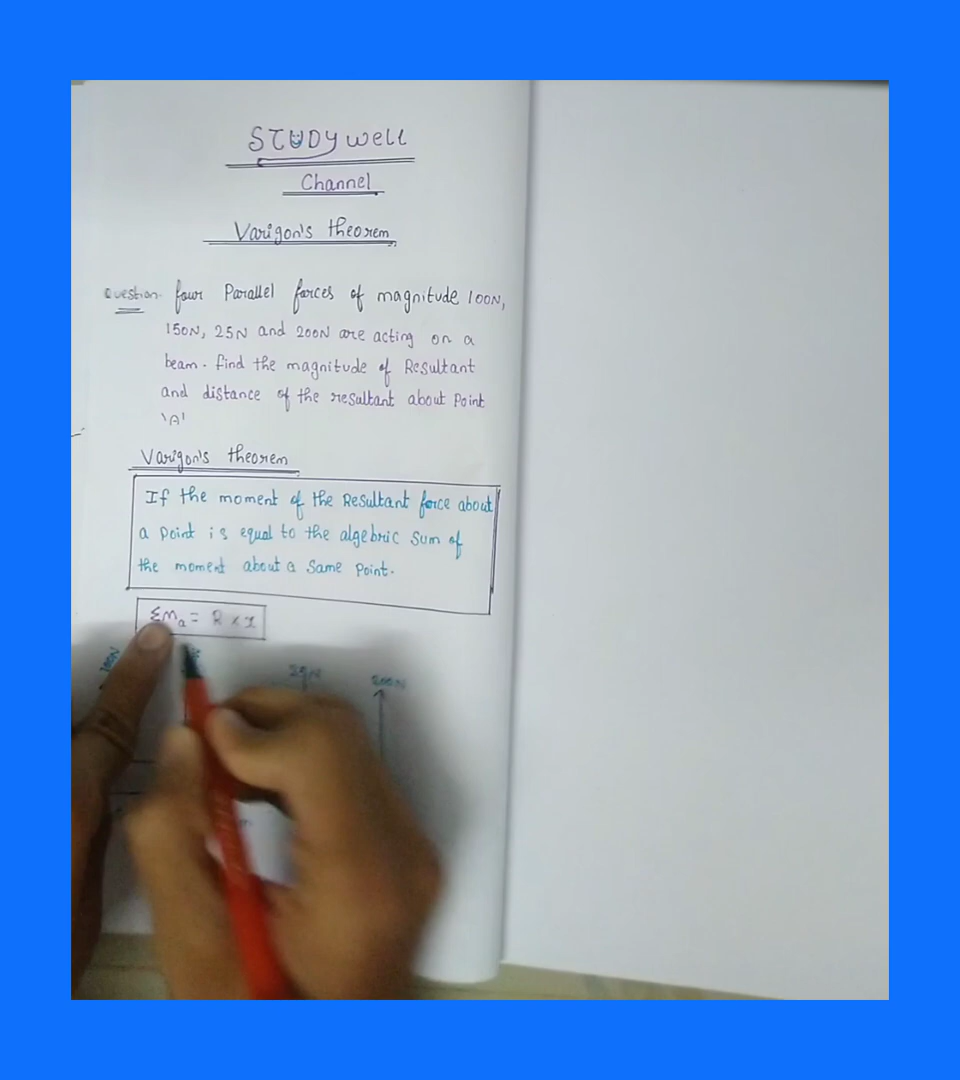 STUDY well
Channel
Varigon's theorem
Question. four Parallel forces of magnitude 100N,
150N, 25N and 200N are acting on a
beam. find the magnitude of Resultant
and distance of the resultant about Point
'A'
Varigon's theorem
If the moment of the Resultant force about
a point is equal to the algebric sum of
the moment about a same point.
ΣMa = R × x
100N
25N
200N